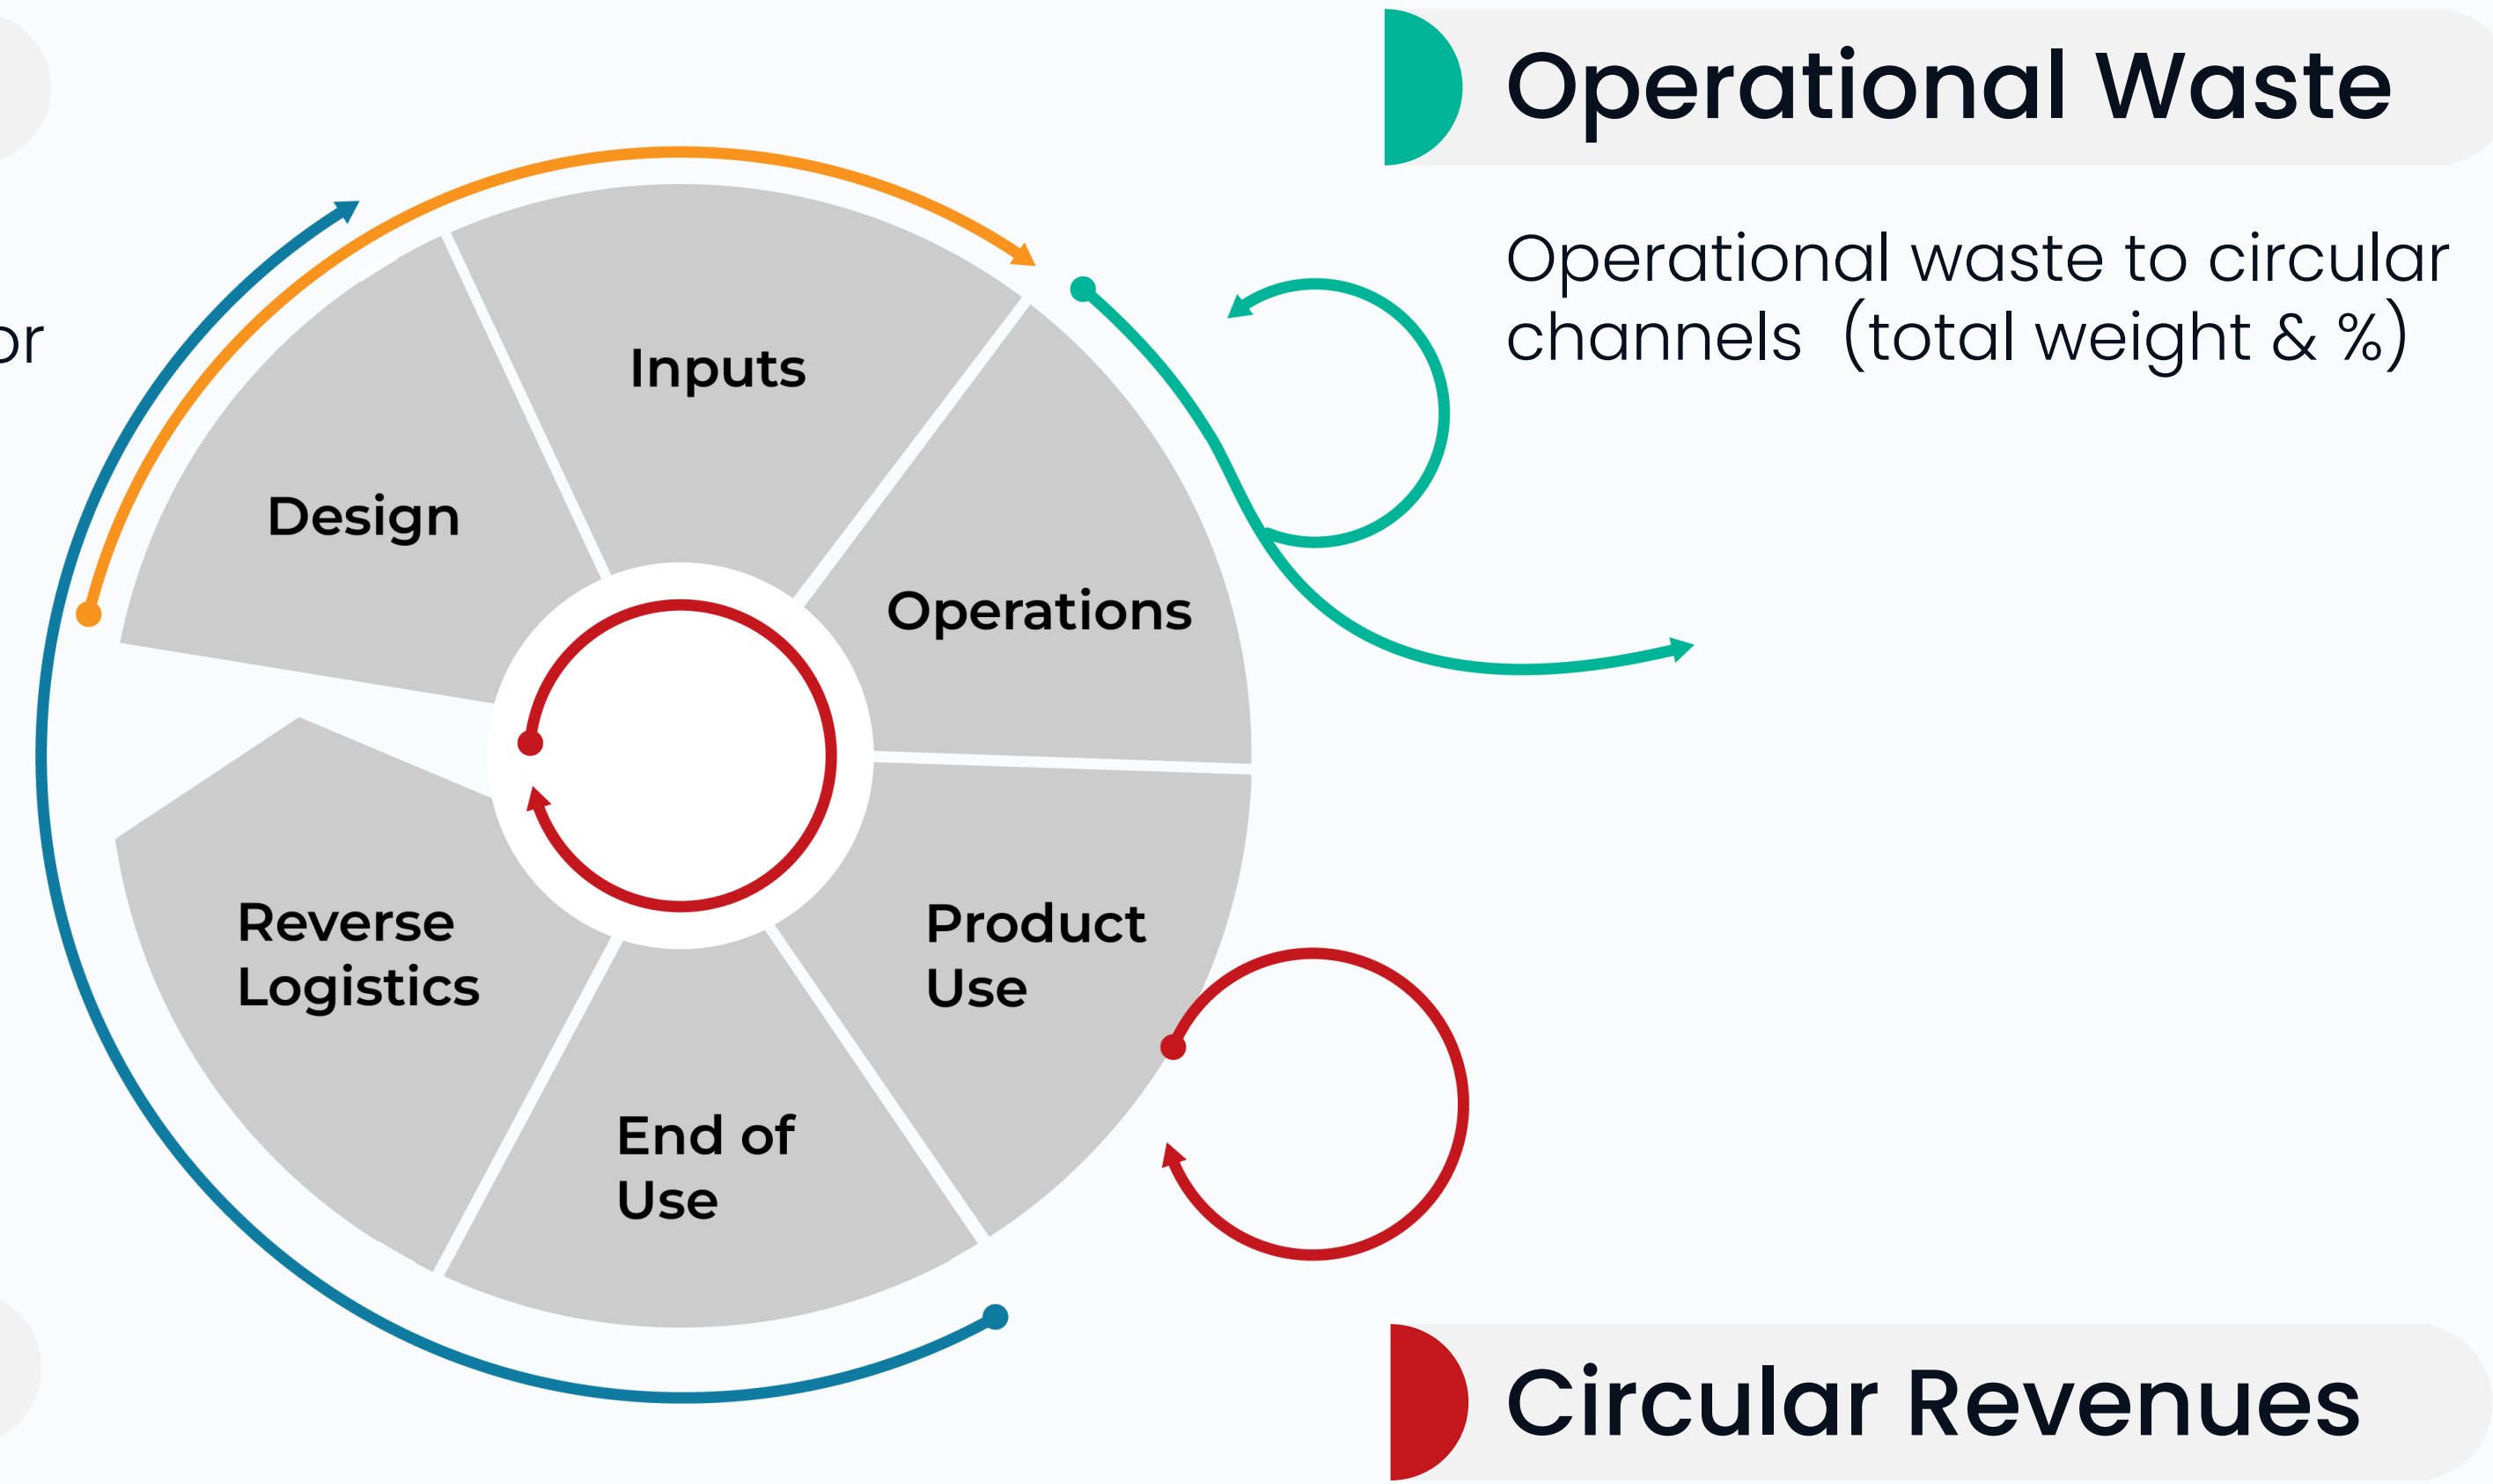 Operational Waste
Operational waste to circular
channels (total weight & %)
or
Inputs
Design
Operations
Reverse
Logistics
Product
Use
End of
Use
Circular Revenues